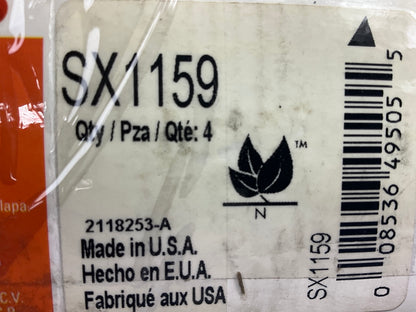 SX1159
Qty / Pza / Qté: 4
TM
N
2118253-A
Made in U.S.A.
Hecho en E.U.A.
Fabriqué aux USA
SX1159
0 08536 49505 5
lapa
C.V.